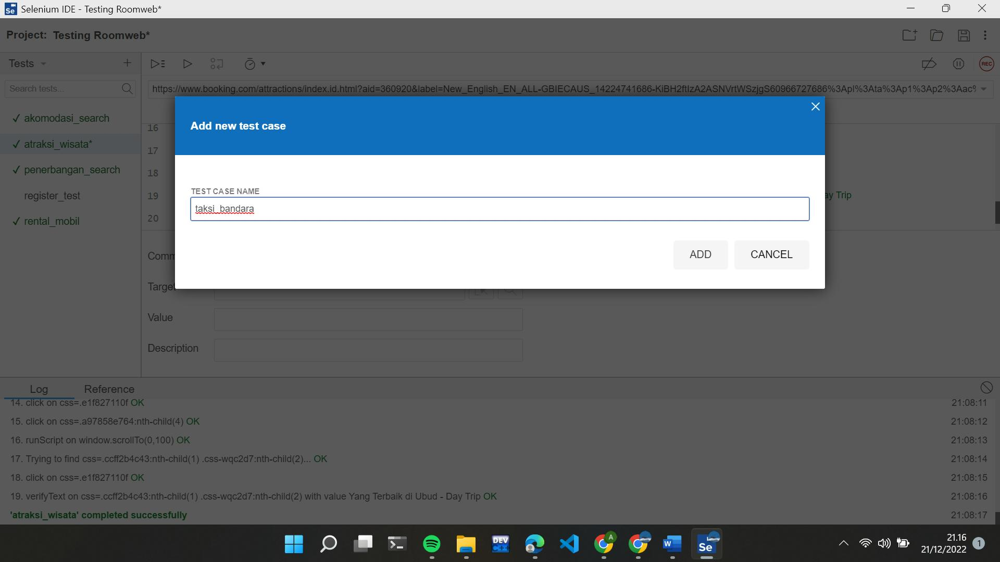 Selenium IDE - Testing Roomweb*
Project: Testing Roomweb*
Tests
REC
Search tests...
https://www.booking.com/attractions/index.id.html?aid=360920&label=New_English_EN_ALL-GBIECAUS_14224741686-KiBH2ftIzA2ASNVrtWSzjgS60966727686%3Apl%3Ata%3Ap1%3Ap2%3Aac%
✓ akomodasi_search
✓ atraksi_wisata*
✓ penerbangan_search
register_test
✓ rental_mobil
16
17
18
19
ay Trip
20
Add new test case
TEST CASE NAME
taksi_bandara
ADD
CANCEL
Comm
Target
Value
Description
Log
Reference
14. click on css=.e1f827110f OK
21:08:11
15. click on css=.a97858e764:nth-child(4) OK
21:08:12
16. runScript on window.scrollTo(0,100) OK
21:08:13
17. Trying to find css=.ccff2b4c43:nth-child(1) .css-wqc2d7:nth-child(2)... OK
21:08:14
18. click on css=.e1f827110f OK
21:08:15
19. verifyText on css=.ccff2b4c43:nth-child(1) .css-wqc2d7:nth-child(2) with value Yang Terbaik di Ubud - Day Trip OK
21:08:16
'atraksi_wisata' completed successfully
21:08:17
DEV
C++
A
W
Se
21.16
21/12/2022
1